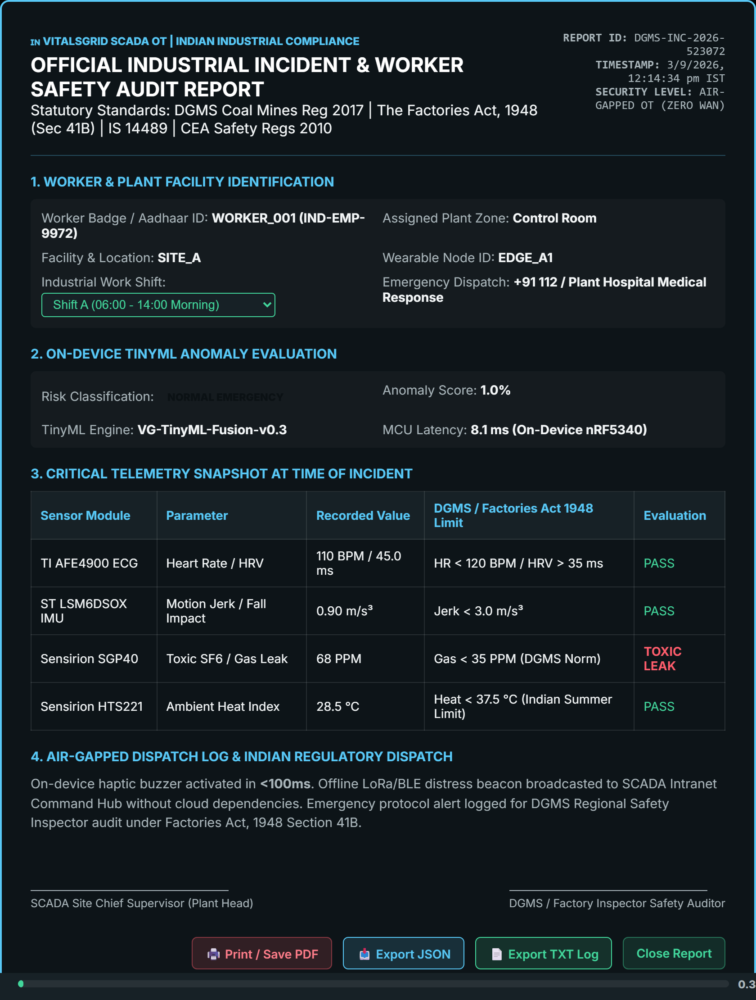 IN VITALSGRID SCADA OT | INDIAN INDUSTRIAL COMPLIANCE
OFFICIAL INDUSTRIAL INCIDENT & WORKER
SAFETY AUDIT REPORT
Statutory Standards: DGMS Coal Mines Reg 2017 | The Factories Act, 1948
(Sec 41B) | IS 14489 | CEA Safety Regs 2010
REPORT ID: DGMS-INC-2026-
523072
TIMESTAMP: 3/9/2026,
12:14:34 pm IST
SECURITY LEVEL: AIR-
GAPPED OT (ZERO WAN)
1. WORKER & PLANT FACILITY IDENTIFICATION
Worker Badge / Aadhaar ID: WORKER_001 (IND-EMP-
9972)
Assigned Plant Zone: Control Room
Facility & Location: SITE_A
Wearable Node ID: EDGE_A1
Industrial Work Shift:
Shift A (06:00 - 14:00 Morning)
Emergency Dispatch: +91 112 / Plant Hospital Medical
Response
2. ON-DEVICE TINYML ANOMALY EVALUATION
Risk Classification: NORMAL EMERGENCY
Anomaly Score: 1.0%
TinyML Engine: VG-TinyML-Fusion-v0.3
MCU Latency: 8.1 ms (On-Device nRF5340)
3. CRITICAL TELEMETRY SNAPSHOT AT TIME OF INCIDENT
Sensor Module
Parameter
Recorded Value
DGMS / Factories Act 1948
Limit
Evaluation
TI AFE4900 ECG
Heart Rate / HRV
110 BPM / 45.0
ms
HR < 120 BPM / HRV > 35 ms
PASS
ST LSM6DSOX
IMU
Motion Jerk / Fall
Impact
0.90 m/s³
Jerk < 3.0 m/s³
PASS
Sensirion SGP40
Toxic SF6 / Gas Leak
68 PPM
Gas < 35 PPM (DGMS Norm)
TOXIC
LEAK
Sensirion HTS221
Ambient Heat Index
28.5 °C
Heat < 37.5 °C (Indian Summer
Limit)
PASS
4. AIR-GAPPED DISPATCH LOG & INDIAN REGULATORY DISPATCH
On-device haptic buzzer activated in <100ms. Offline LoRa/BLE distress beacon broadcasted to SCADA Intranet
Command Hub without cloud dependencies. Emergency protocol alert logged for DGMS Regional Safety
Inspector audit under Factories Act, 1948 Section 41B.
SCADA Site Chief Supervisor (Plant Head)
DGMS / Factory Inspector Safety Auditor
Print / Save PDF
Export JSON
Export TXT Log
Close Report
0.3